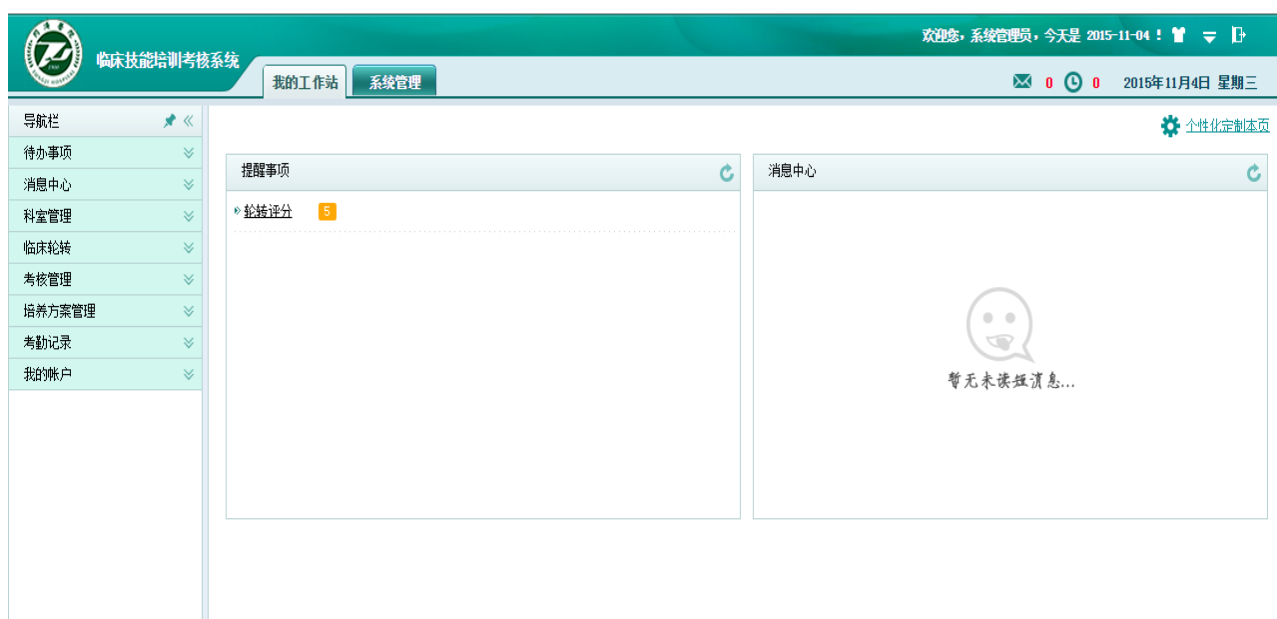 欢迎您，系统管理员，今天是 2015-11-04！
临床技能培训考核系统
我的工作站 系统管理
0 0 2015年11月4日 星期三
导航栏
个性化定制本页
待办事项
消息中心
科室管理
临床轮转
考核管理
培养方案管理
考勤记录
我的帐户
提醒事项
轮转评分 5
消息中心
暂无未读短消息...